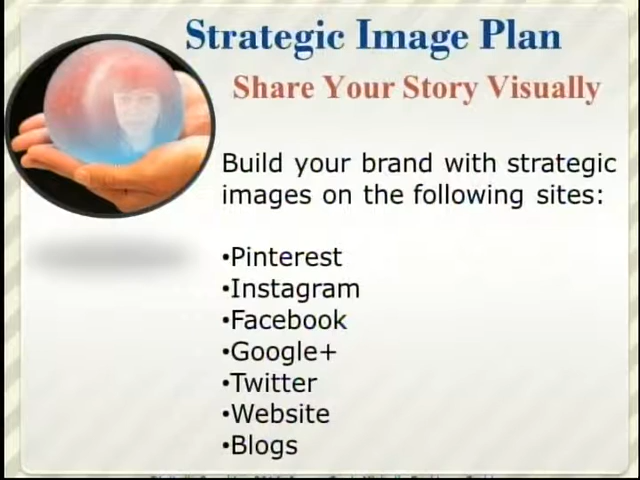 Strategic Image Plan
Share Your Story Visually
Build your brand with strategic
images on the following sites:
•Pinterest
•Instagram
•Facebook
•Google+
•Twitter
•Website
•Blogs